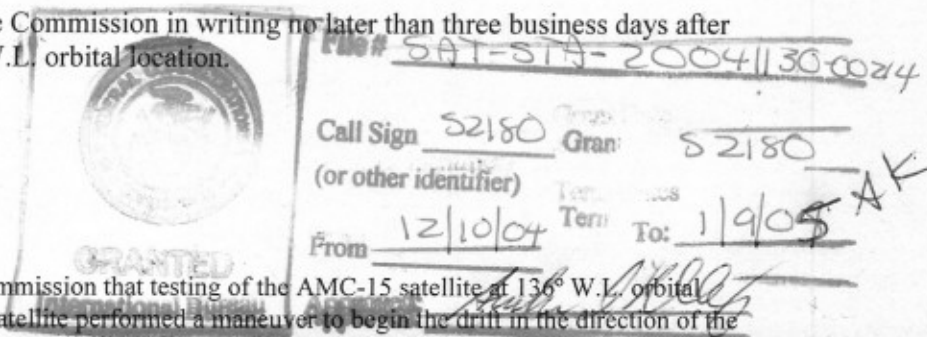 e Commission in writing no later than three business days after
W.L. orbital location.
File # SAT-STA-20041130-00214
Call Sign S2180 Gran S2180
(or other identifier)
Term
From 12/10/04 To: 1/9/05 AK
GRANTED
mmission that testing of the AMC-15 satellite at 136° W.L. orbital
International Bureau
atellite performed a maneuver to begin the drift in the direction of the